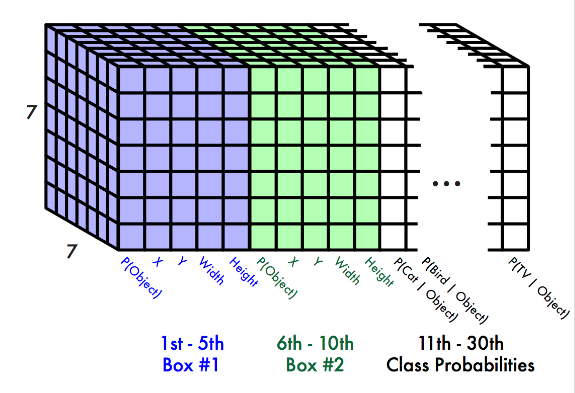 7
7
P(Object)
X
Y
Width
Height
P(Object)
X
Y
Width
Height
P(Cat | Object)
P(Bird | Object)
...
P(TV | Object)
1st - 5th
Box #1
6th - 10th
Box #2
11th - 30th
Class Probabilities